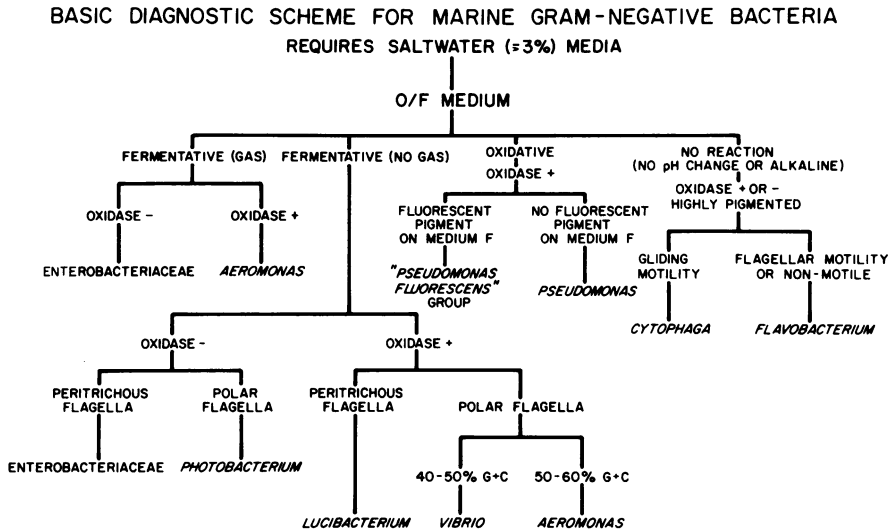 BASIC DIAGNOSTIC SCHEME FOR MARINE GRAM-NEGATIVE BACTERIA
REQUIRES SALTWATER (≈3%) MEDIA
O/F MEDIUM
FERMENTATIVE (GAS)
FERMENTATIVE (NO GAS)
OXIDATIVE
OXIDASE +
NO REACTION
(NO pH CHANGE OR ALKALINE)
OXIDASE + OR -
HIGHLY PIGMENTED
OXIDASE -
OXIDASE +
FLUORESCENT
PIGMENT
ON MEDIUM F
NO FLUORESCENT
PIGMENT
ON MEDIUM F
GLIDING
MOTILITY
FLAGELLAR MOTILITY
OR NON-MOTILE
ENTEROBACTERIACEAE
AEROMONAS
"PSEUDOMONAS
FLUORESCENS"
GROUP
PSEUDOMONAS
CYTOPHAGA
FLAVOBACTERIUM
OXIDASE -
OXIDASE +
PERITRICHOUS
FLAGELLA
POLAR
FLAGELLA
PERITRICHOUS
FLAGELLA
POLAR FLAGELLA
ENTEROBACTERIACEAE
PHOTOBACTERIUM
40-50% G+C
50-60% G+C
LUCIBACTERIUM
VIBRIO
AEROMONAS